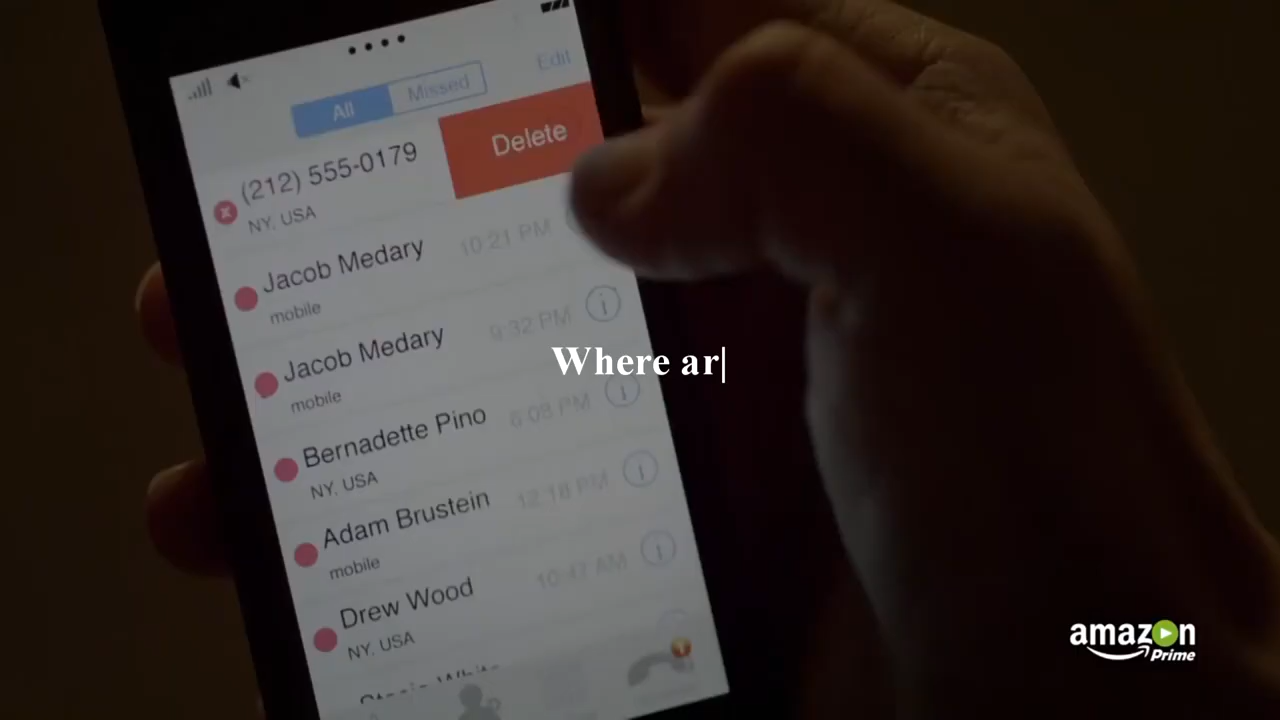 All Missed Edit
(212) 555-0179 Delete
NY, USA
Jacob Medary 10:21 PM
mobile
Jacob Medary 9:32 PM
mobile
Where ar
Bernadette Pino 6:08 PM
NY, USA
Adam Brustein 12:18 PM
mobile
Drew Wood 10:47 AM
NY, USA
amazon
Prime